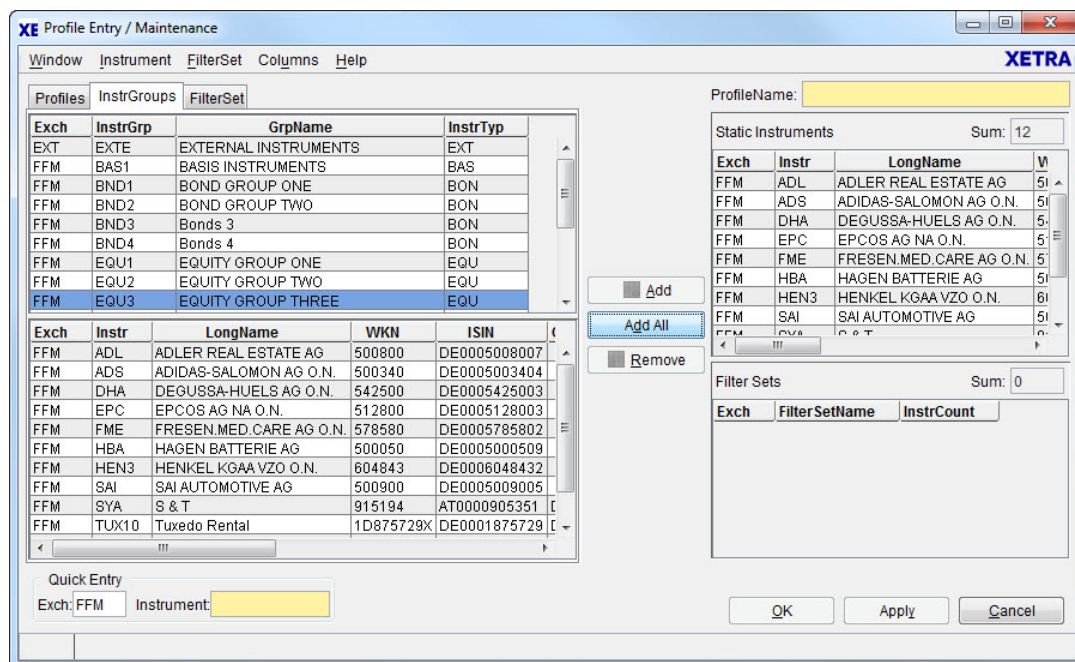 XE Profile Entry / Maintenance
Window Instrument FilterSet Columns Help XETRA
Profiles InstrGroups FilterSet
Exch InstrGrp GrpName InstrTyp
EXT EXTE EXTERNAL INSTRUMENTS EXT
FFM BAS1 BASIS INSTRUMENTS BAS
FFM BND1 BOND GROUP ONE BON
FFM BND2 BOND GROUP TWO BON
FFM BND3 Bonds 3 BON
FFM BND4 Bonds 4 BON
FFM EQU1 EQUITY GROUP ONE EQU
FFM EQU2 EQUITY GROUP TWO EQU
FFM EQU3 EQUITY GROUP THREE EQU
Exch Instr LongName WKN ISIN
FFM ADL ADLER REAL ESTATE AG 500800 DE0005008007
FFM ADS ADIDAS-SALOMON AG O.N. 500340 DE0005003404
FFM DHA DEGUSSA-HUELS AG O.N. 542500 DE0005425003
FFM EPC EPCOS AG NA O.N. 512800 DE0005128003
FFM FME FRESEN.MED.CARE AG O.N. 578580 DE0005785802
FFM HBA HAGEN BATTERIE AG 500050 DE0005000509
FFM HEN3 HENKEL KGAA VZO O.N. 604843 DE0006048432
FFM SAI SAI AUTOMOTIVE AG 500900 DE0005009005
FFM SYA S & T 915194 AT0000905351
FFM TUX10 Tuxedo Rental 1D875729X DE0001875729
Quick Entry
Exch: FFM Instrument:
Add
Add All
Remove
ProfileName:
Static Instruments Sum: 12
Exch Instr LongName
FFM ADL ADLER REAL ESTATE AG
FFM ADS ADIDAS-SALOMON AG O.N.
FFM DHA DEGUSSA-HUELS AG O.N.
FFM EPC EPCOS AG NA O.N.
FFM FME FRESEN.MED.CARE AG O.N.
FFM HBA HAGEN BATTERIE AG
FFM HEN3 HENKEL KGAA VZO O.N.
FFM SAI SAI AUTOMOTIVE AG
FFM SYA S & T
Filter Sets Sum: 0
Exch FilterSetName InstrCount
OK Apply Cancel